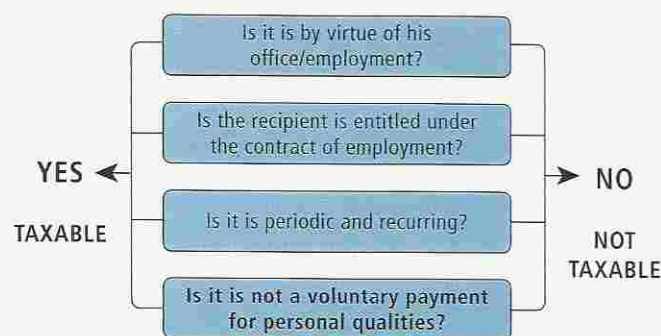 Is it is by virtue of his
office/employment?
Is the recipient is entitled under
the contract of employment?
YES
NO
Is it is periodic and recurring?
TAXABLE
NOT
TAXABLE
Is it is not a voluntary payment
for personal qualities?